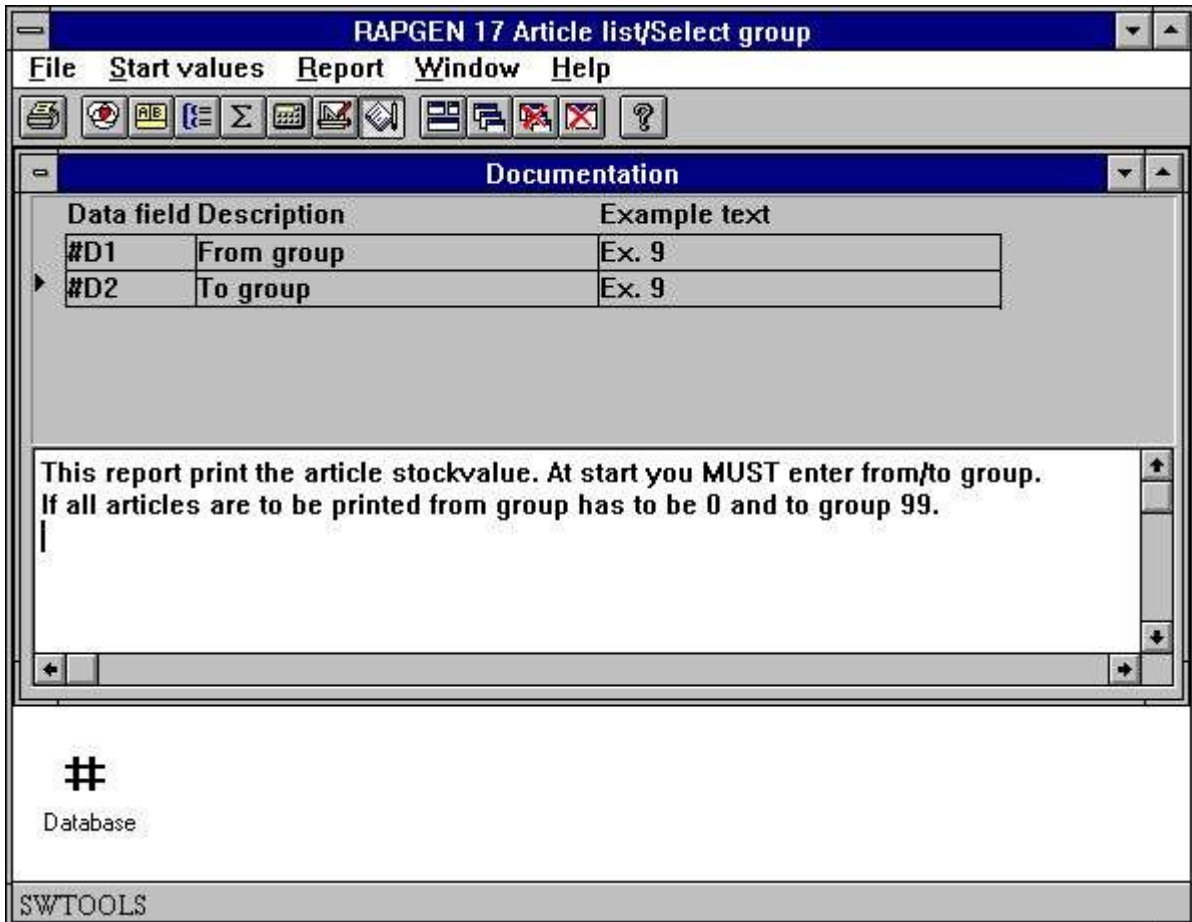 RAPGEN 17 Article list/Select group
File Start values Report Window Help
Documentation
Data field Description Example text
#D1 From group Ex. 9
#D2 To group Ex. 9
This report print the article stockvalue. At start you MUST enter from/to group.
If all articles are to be printed from group has to be 0 and to group 99.
#
Database
SWTOOLS